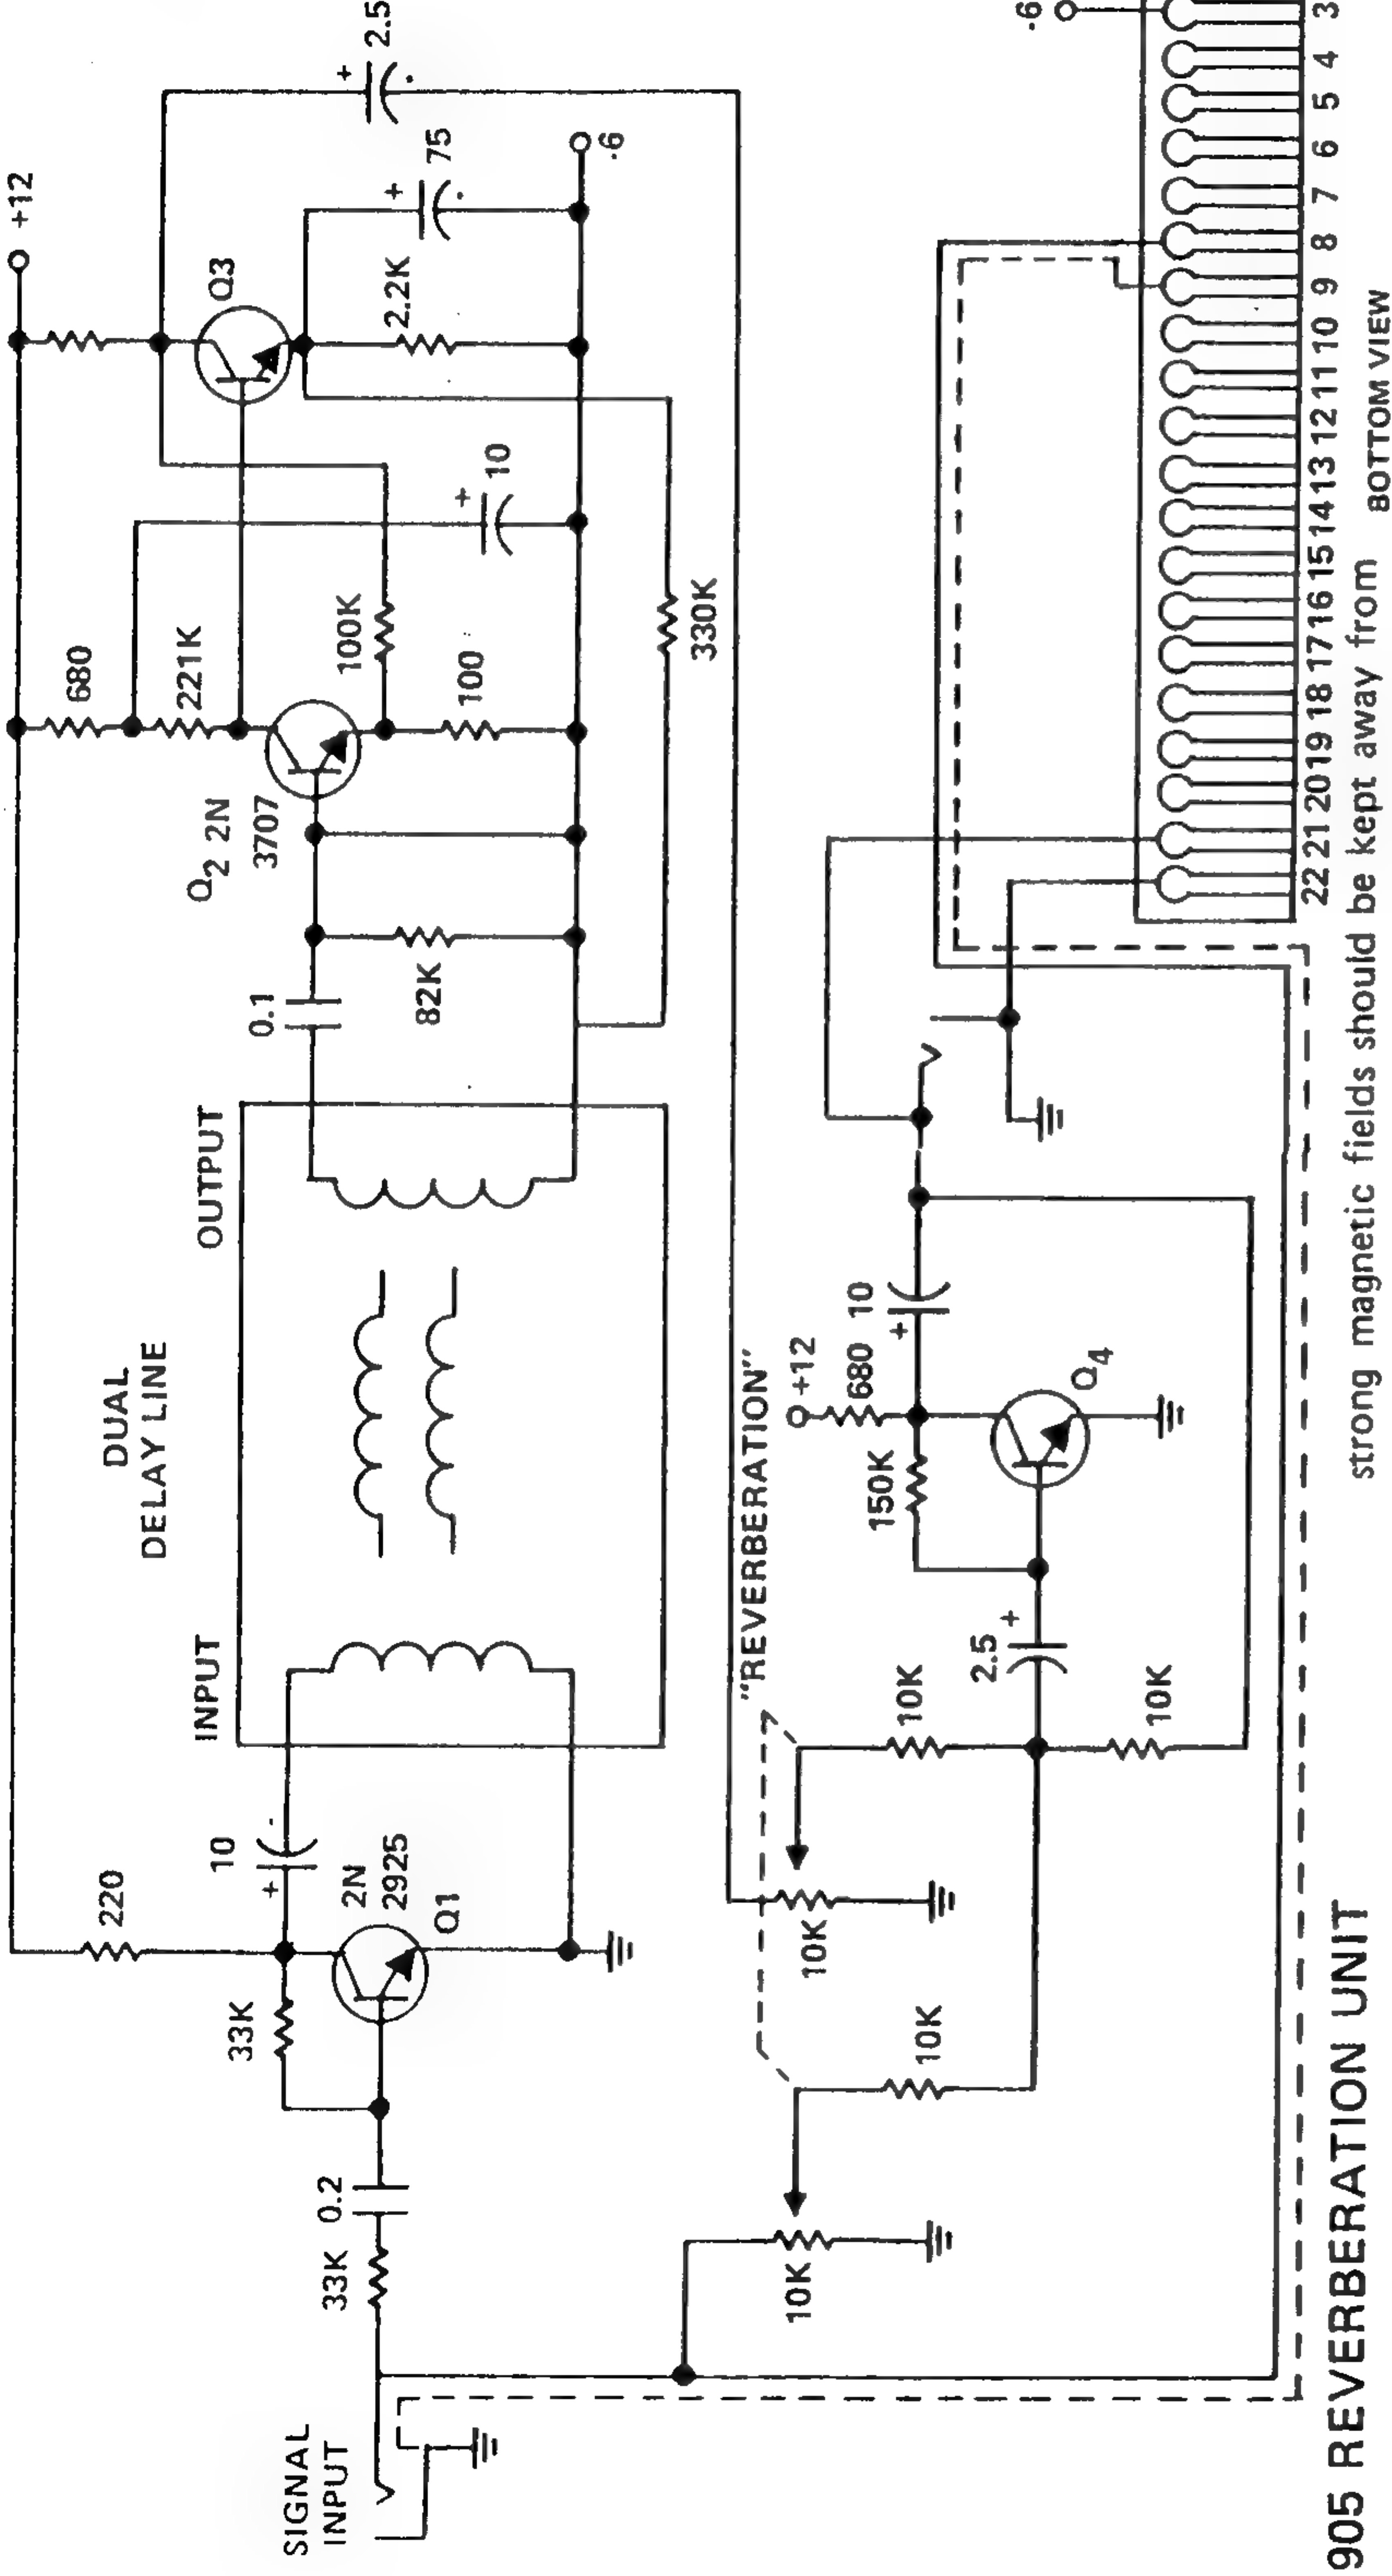 +12
220
10
+
33K
2N
2925
Q1
33K
0.2
SIGNAL
INPUT
INPUT
DUAL
DELAY LINE
OUTPUT
0.1
82K
Q2 2N
3707
680
221K
100K
100
10
+
Q3
2.2K
75
+
2.5
+
.6
330K
"REVERBERATION"
10K
10K
10K
10K
10K
2.5
+
150K
680
+12
10
+
Q4
.6
22 21 20 19 18 17 16 15 14 13 12 11 10 9 8 7 6 5 4 3
905 REVERBERATION UNIT
strong magnetic fields should be kept away from
BOTTOM VIEW